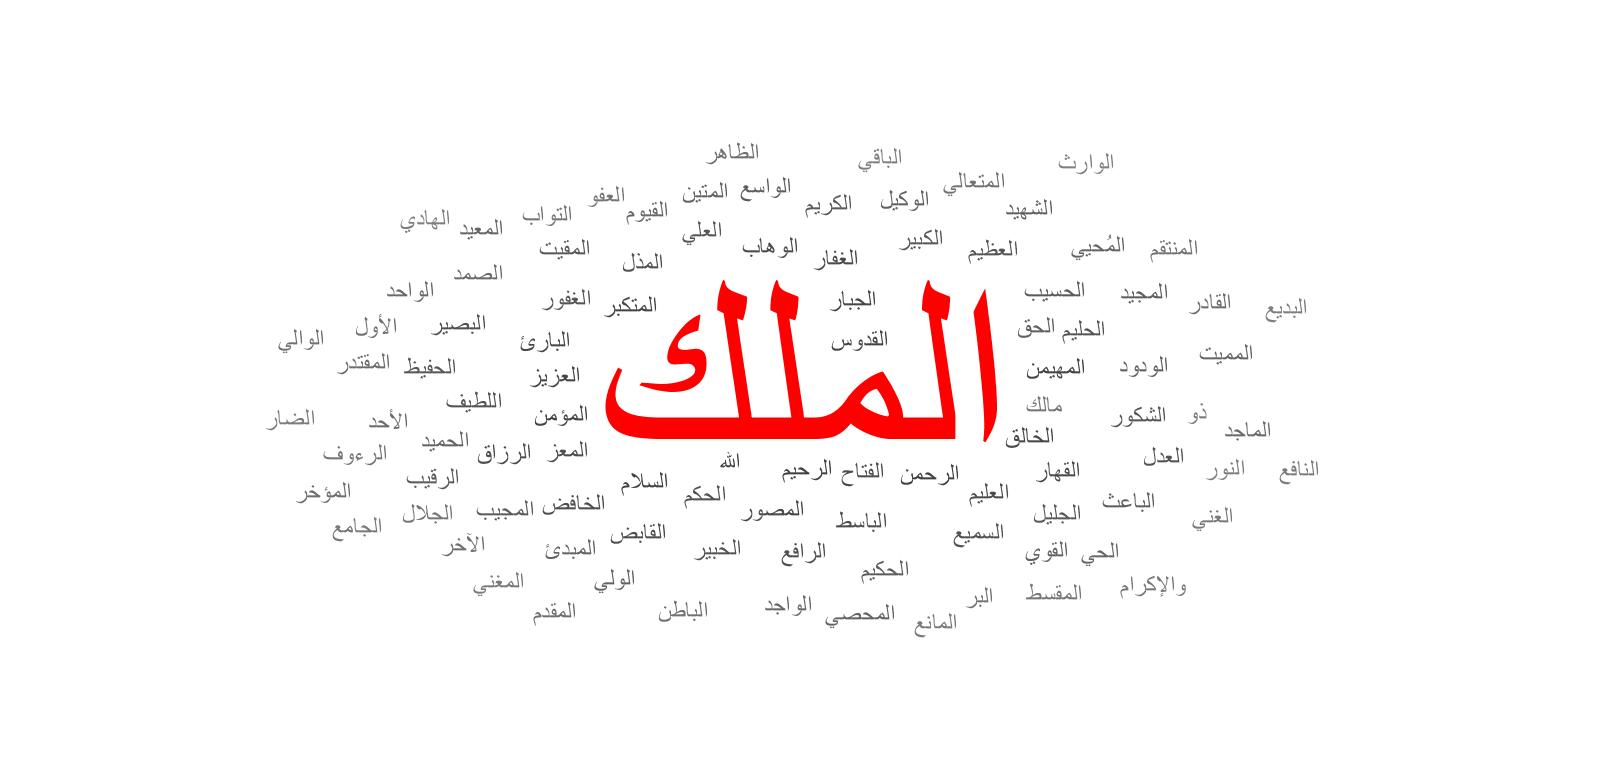 الوارث الباقي الظاهر
المتعالي الواسع المتين العفو
الشهيد الوكيل الكريم القيوم التواب المعيد الهادي
المنتقم المُحيي العظيم الكبير الغفار الوهاب العلي المذل المقيت
الصمد
البديع القادر المجيد الحسيب الجبار المتكبر الغفور الواحد
الحليم الحق القدوس البارئ البصير الأول الوالي
المميت الودود المهيمن العزيز الحفيظ المقتدر
الملك
ماجد الماجد ذو الشكور مالك الخالق المؤمن اللطيف الأحد الضار
النافع النور العدل القهار الرحمن الفتاح الرحيم الله المعز الرزاق الحميد الرءوف
الباعث العليم الحكم السلام الرقيب المؤخر
الغني الجليل السميع الباسط المصور القابض الخافض المجيب الجلال الجامع
الحي القوي الرافع الخبير المبدئ الآخر
والإكرام المقسط البر الحكيم الولي المغني
المانع المحصي الواجد الباطن المقدم